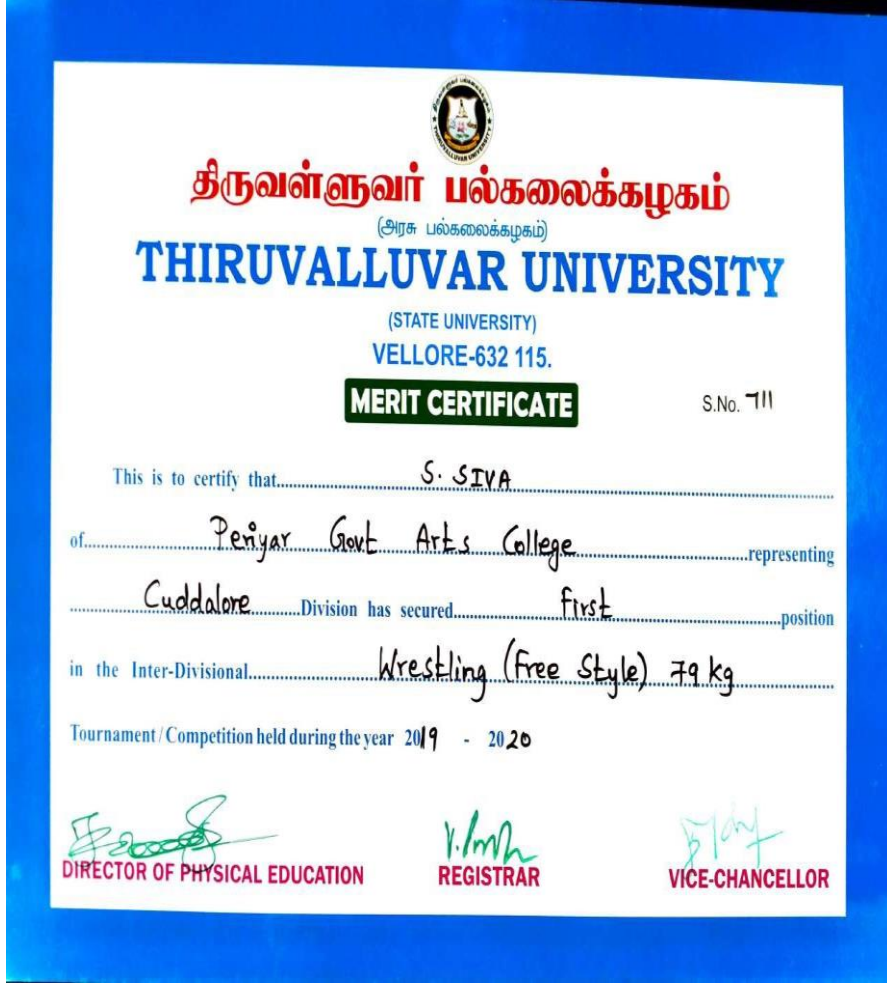 திருவள்ளுவர் பல்கலைக்கழகம்
(அரசு பல்கலைக்கழகம்)
THIRUVALLUVAR UNIVERSITY
(STATE UNIVERSITY)
VELLORE-632 115.
MERIT CERTIFICATE
S.No. 711
This is to certify that S. SIVA
of Periyar Govt Arts College representing
Cuddalore Division has secured First position
in the Inter-Divisional Wrestling (Free Style) 79 kg
Tournament / Competition held during the year 2019 - 2020
DIRECTOR OF PHYSICAL EDUCATION REGISTRAR VICE-CHANCELLOR